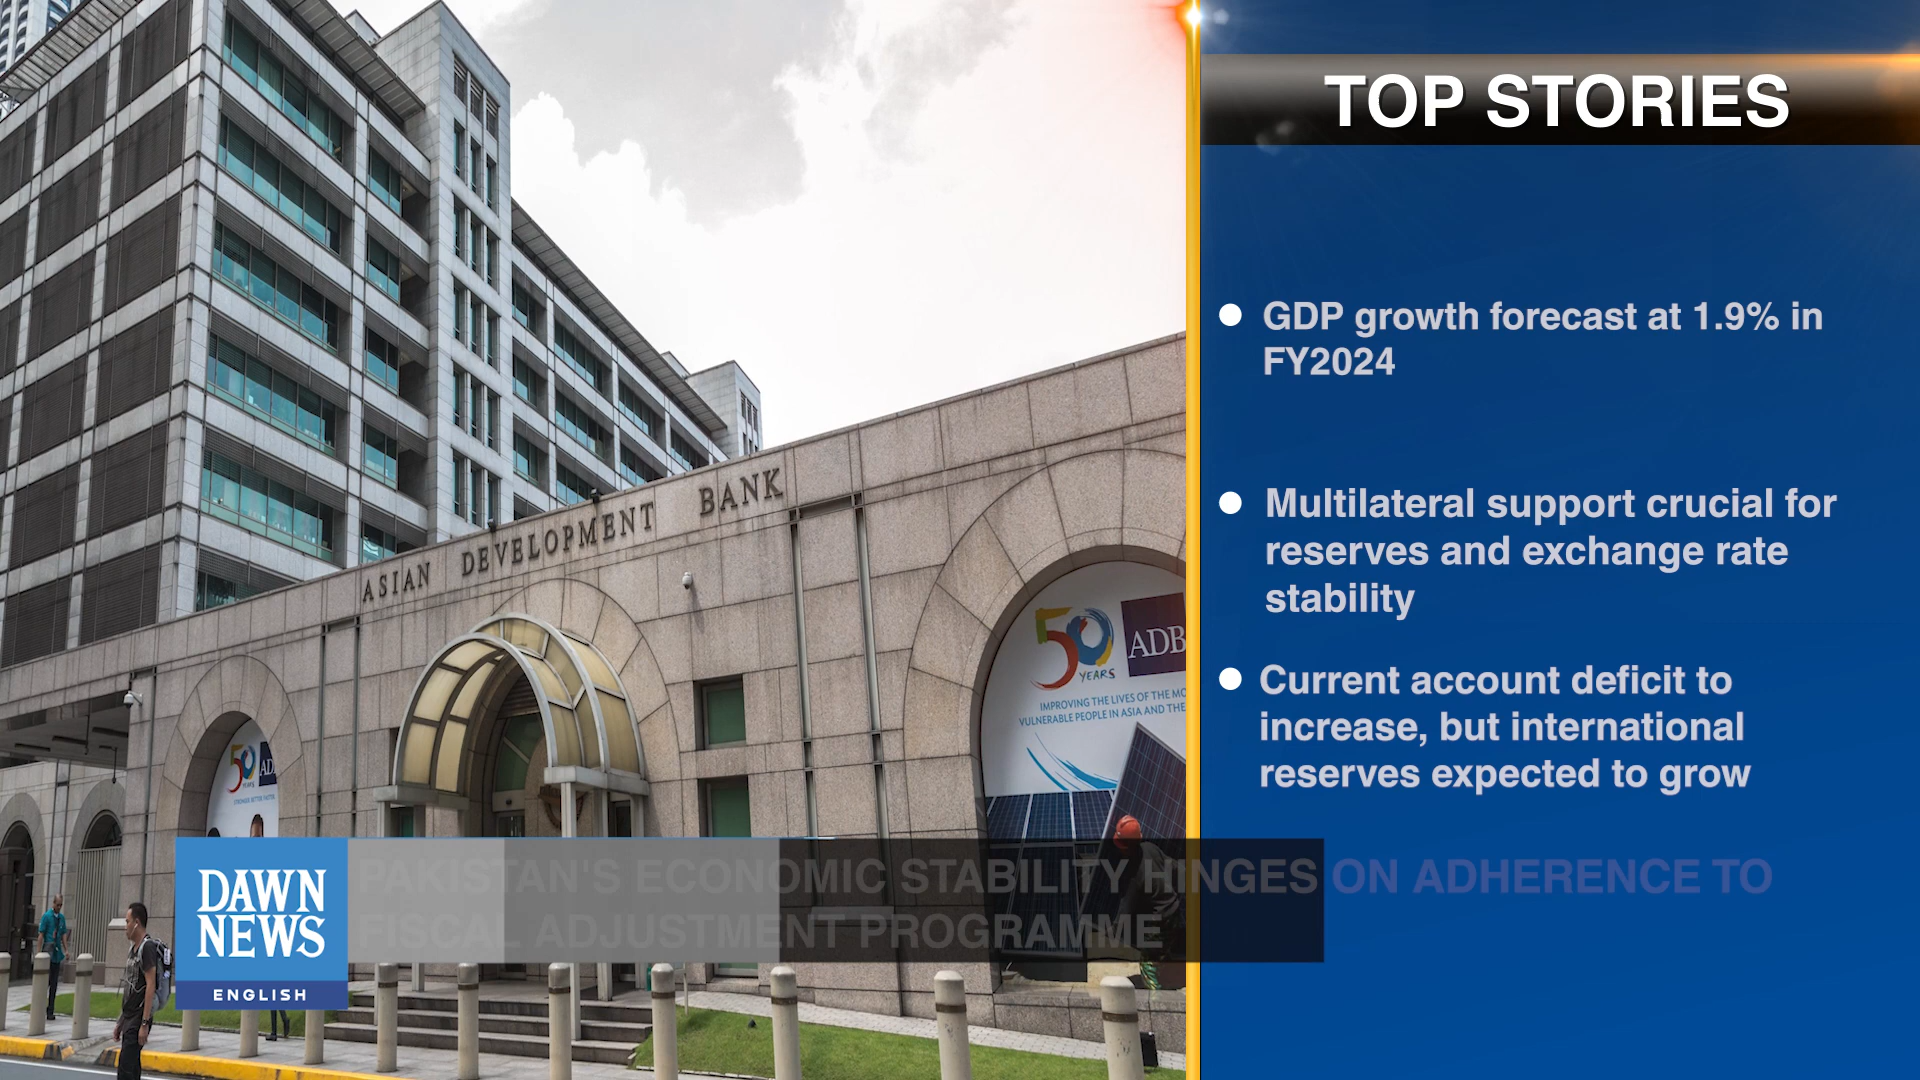 TOP STORIES
GDP growth forecast at 1.9% in
FY2024
Multilateral support crucial for
reserves and exchange rate
stability
Current account deficit to
increase, but international
reserves expected to grow
ASIAN DEVELOPMENT BANK
50
YEARS
ADB
IMPROVING THE LIVES OF THE
VULNERABLE PEOPLE IN ASIA AND THE
50
YEARS
PAKISTAN'S ECONOMIC STABILITY HINGES ON ADHERENCE TO
FISCAL ADJUSTMENT PROGRAMME
DAWN
NEWS
ENGLISH